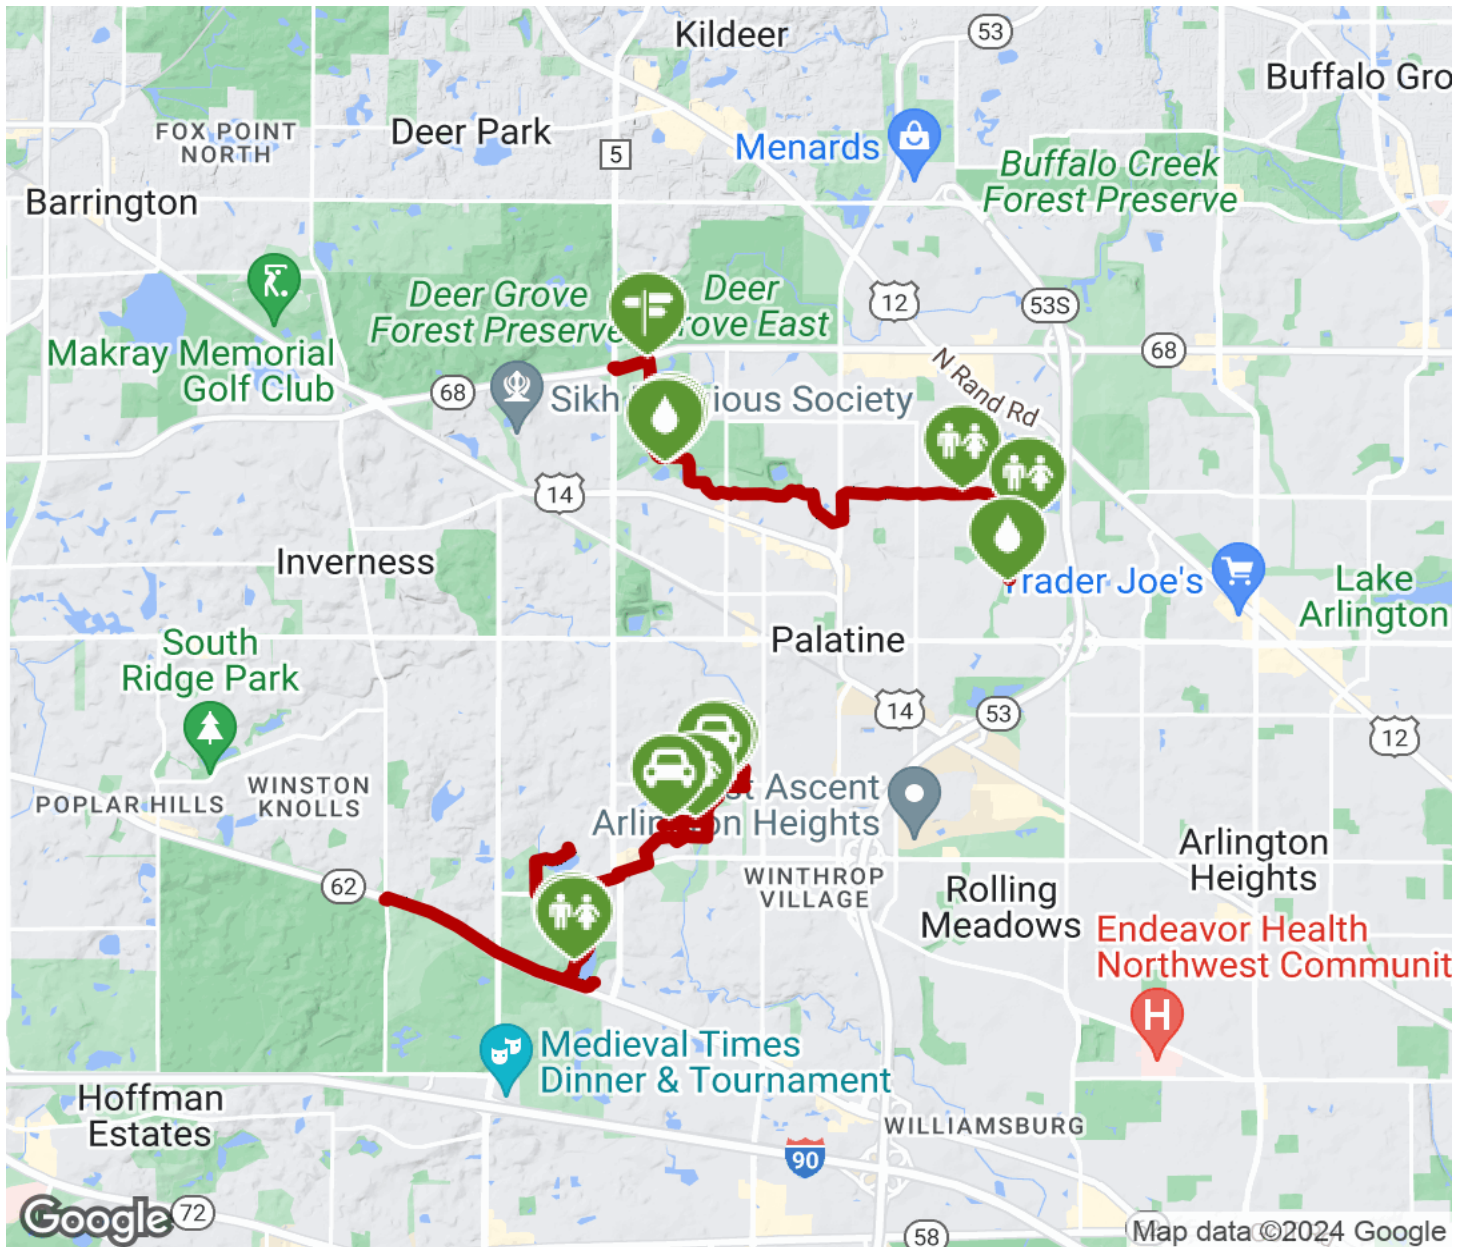 Kildeer
53
Buffalo Gro
FOX POINT
NORTH
Deer Park
5
Menards
Buffalo Creek
Forest Preserve
Barrington
Deer Grove
Forest Preserve
Deer
rove East
12
53S
Makray Memorial
Golf Club
68
68
N Rand Rd
Sikh
ious Society
14
Inverness
Trader Joe's
Lake
Arlington
South
Ridge Park
Palatine
14
53
12
POPLAR HILLS
WINSTON
KNOLLS
st Ascent
Arlin
on Heights
62
WINTHROP
VILLAGE
Rolling
Meadows
Arlington
Heights
Endeavor Health
Northwest Communit
H
Medieval Times
Dinner & Tournament
Hoffman
Estates
WILLIAMSBURG
90
Google
72
58
Map data ©2024 Google